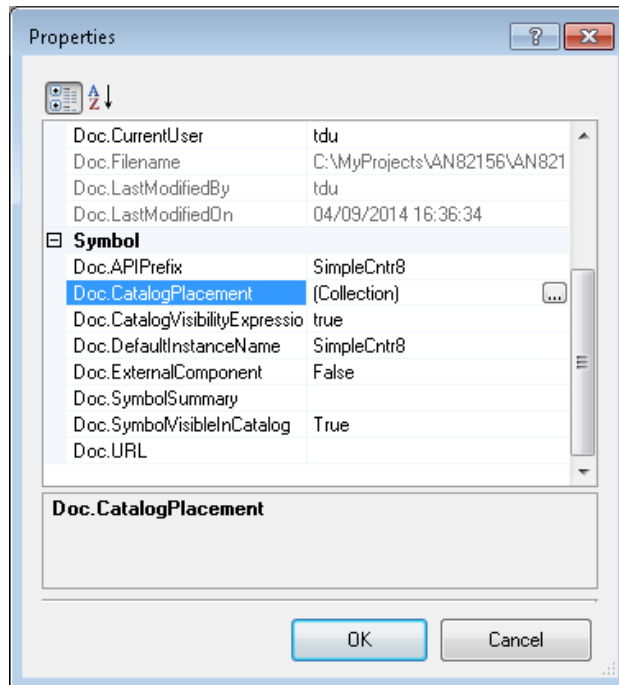 Properties
Doc.CurrentUser tdu
Doc.Filename C:\MyProjects\AN82156\AN821
Doc.LastModifiedBy tdu
Doc.LastModifiedOn 04/09/2014 16:36:34
Symbol
Doc.APIPrefix SimpleCntr8
Doc.CatalogPlacement (Collection) ...
Doc.CatalogVisibilityExpressio true
Doc.DefaultInstanceName SimpleCntr8
Doc.ExternalComponent False
Doc.SymbolSummary
Doc.SymbolVisibleInCatalog True
Doc.URL
Doc.CatalogPlacement
OK Cancel